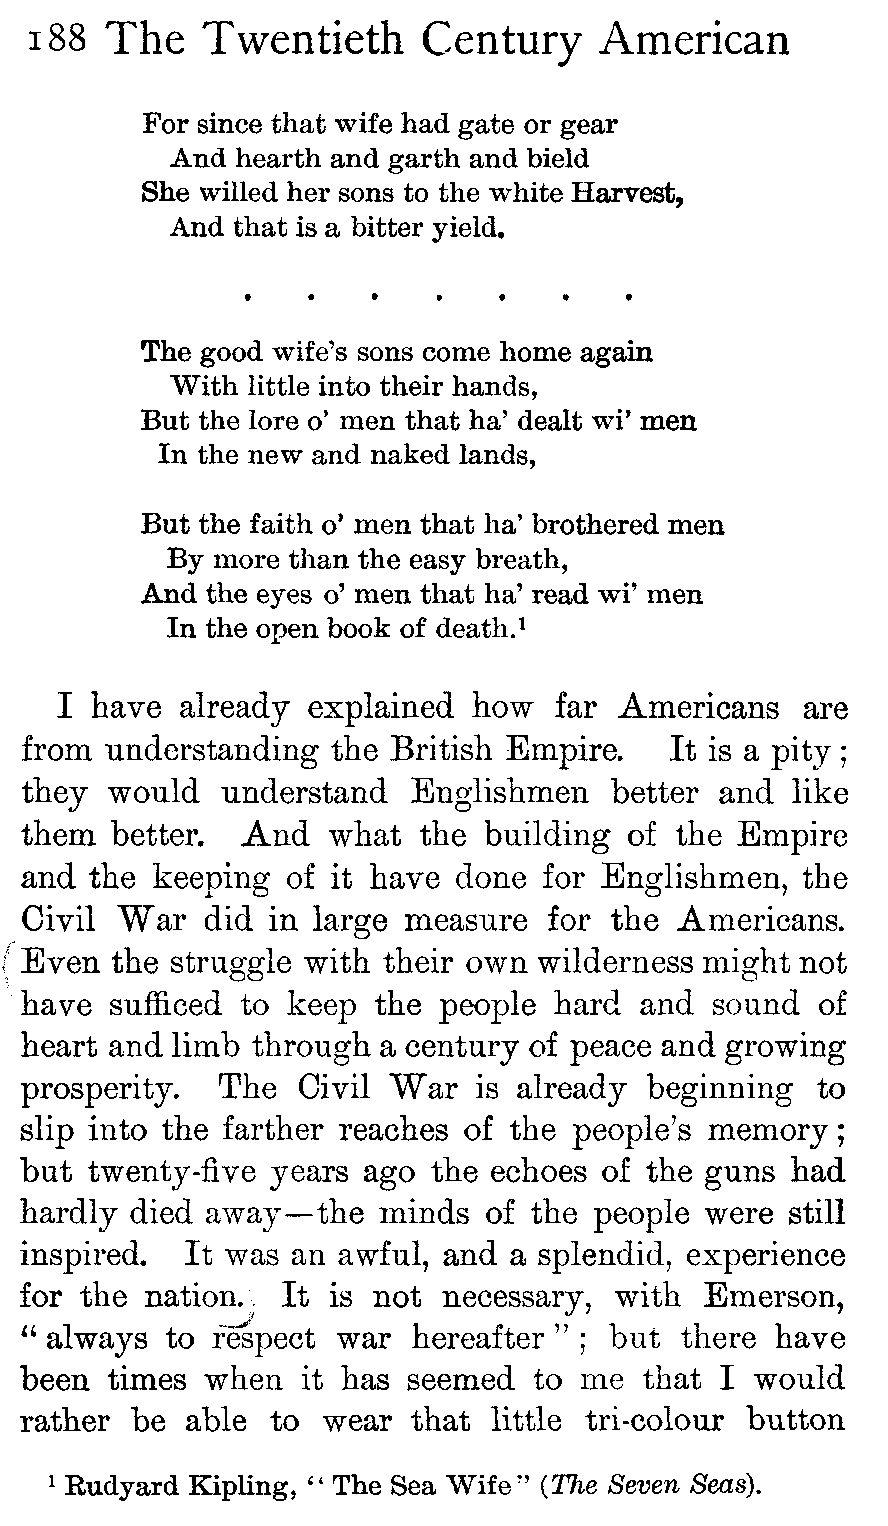 188 The Twentieth Century American
For since that wife had gate or gear
And hearth and garth and bield
She willed her sons to the white Harvest,
And that is a bitter yield.
. . . . . . .
The good wife's sons come home again
With little into their hands,
But the lore o' men that ha' dealt wi' men
In the new and naked lands,
But the faith o' men that ha' brothered men
By more than the easy breath,
And the eyes o' men that ha' read wi' men
In the open book of death.¹
I have already explained how far Americans are
from understanding the British Empire. It is a pity ;
they would understand Englishmen better and like
them better. And what the building of the Empire
and the keeping of it have done for Englishmen, the
Civil War did in large measure for the Americans.
Even the struggle with their own wilderness might not
have sufficed to keep the people hard and sound of
heart and limb through a century of peace and growing
prosperity. The Civil War is already beginning to
slip into the farther reaches of the people's memory ;
but twenty-five years ago the echoes of the guns had
hardly died away—the minds of the people were still
inspired. It was an awful, and a splendid, experience
for the nation. It is not necessary, with Emerson,
“ always to respect war hereafter ” ; but there have
been times when it has seemed to me that I would
rather be able to wear that little tri-colour button
¹ Rudyard Kipling, “ The Sea Wife ” (The Seven Seas).